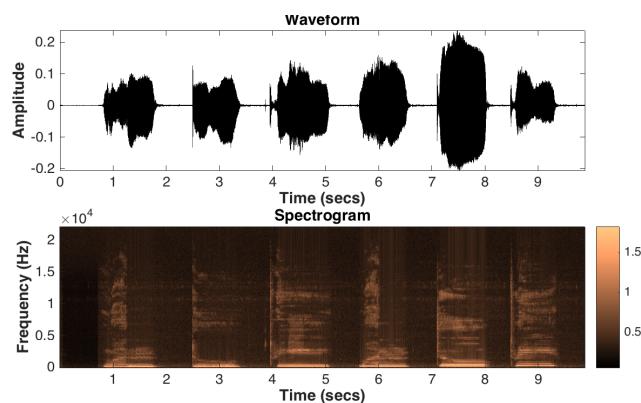 Waveform
Amplitude
0.2
0.1
0
-0.1
-0.2
0 1 2 3 4 5 6 7 8 9
Time (secs)
Spectrogram
× 10^4
Frequency (Hz)
2
1.5
1
0.5
0
0 1 2 3 4 5 6 7 8 9
Time (secs)
1.5
1
0.5